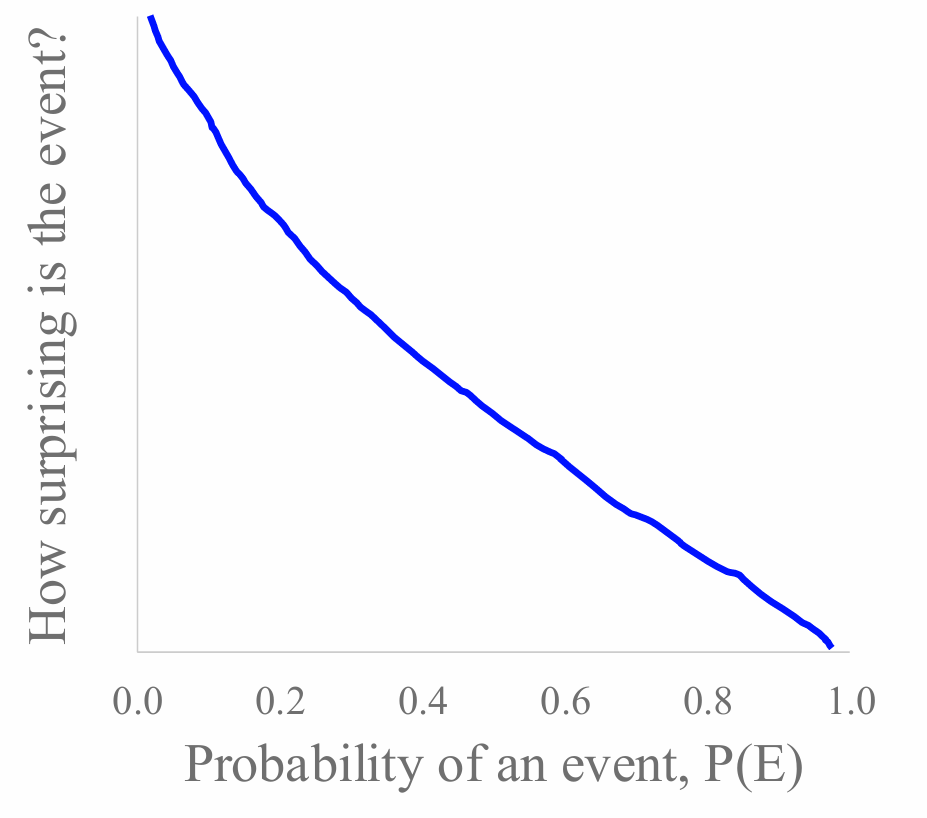 How surprising is the event?
0.0 0.2 0.4 0.6 0.8 1.0
Probability of an event, P(E)